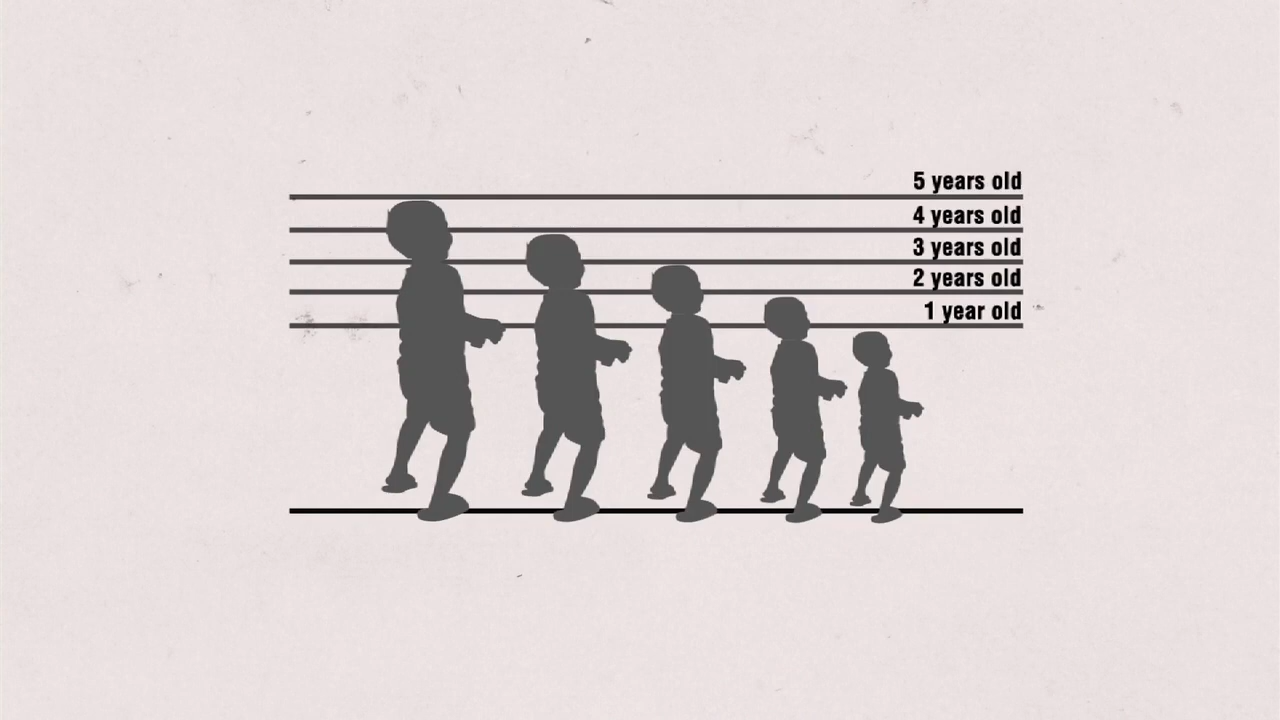 5 years old
4 years old
3 years old
2 years old
1 year old